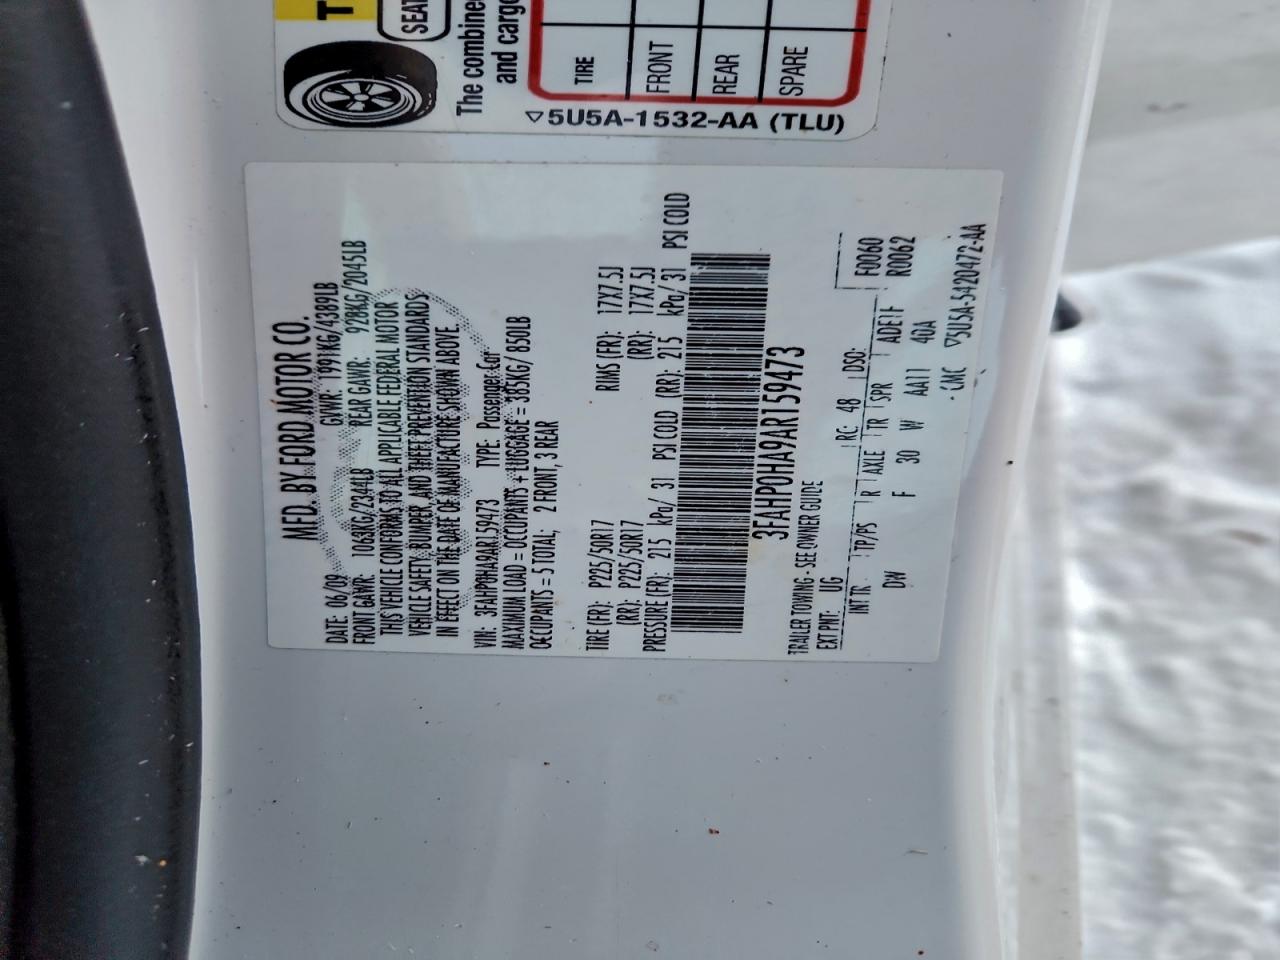 T
SEAT
The combine
and cargo
TIRE
FRONT
REAR
SPARE
5U5A-1532-AA (TLU)
MFD. BY FORD MOTOR CO.
DATE: 06/09 GVWR: 1991KG/4389LB
FRONT GAWR: 1063KG/2344LB REAR GAWR: 928KG/2045LB
THIS VEHICLE CONFORMS TO ALL APPLICABLE FEDERAL MOTOR
VEHICLE SAFETY, BUMPER, AND THEFT PREVENTION STANDARDS
IN EFFECT ON THE DATE OF MANUFACTURE SHOWN ABOVE.
VIN: 3FAHP0HA9AR159473 TYPE: Passenger Car
MAXIMUM LOAD = OCCUPANTS + LUGGAGE = 385KG/ 850LB
OCCUPANTS = 5 TOTAL; 2 FRONT, 3 REAR
TIRE (FR): P225/50R17 RIMS (FR): 17X7.5J
(RR): P225/50R17 (RR): 17X7.5J
PRESSURE (FR): 215 kPa/ 31 PSI COLD (RR): 215 kPa/ 31 PSI COLD
3FAHP0HA9AR159473
TRAILER TOWING - SEE OWNER GUIDE
EXT PNT: UG RC: 48 DSO: F0060
R0062
INT TR TP/PS R AXLE TR SPR ADE1F
DW F 30 W AA11 40A
CMC 5U5A-5420472-AA